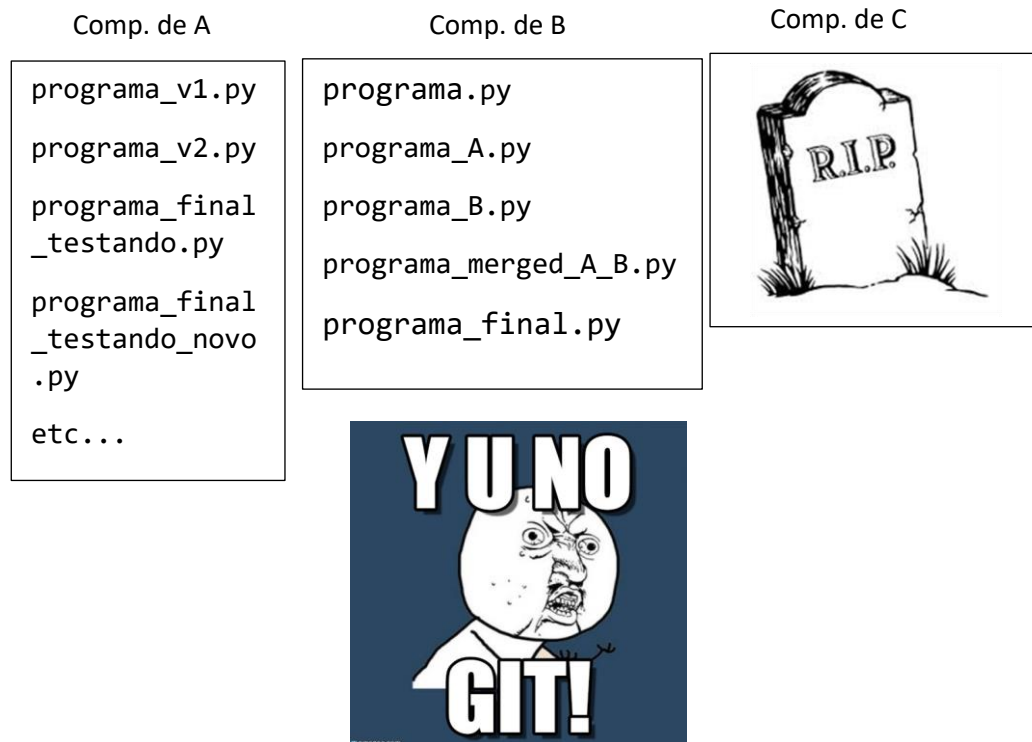 Comp. de A
programa_v1.py
programa_v2.py
programa_final
_testando.py
programa_final
_testando_novo
.py
etc...
Comp. de B
programa.py
programa_A.py
programa_B.py
programa_merged_A_B.py
programa_final.py
Comp. de C
R.I.P.
Y U NO
GIT!